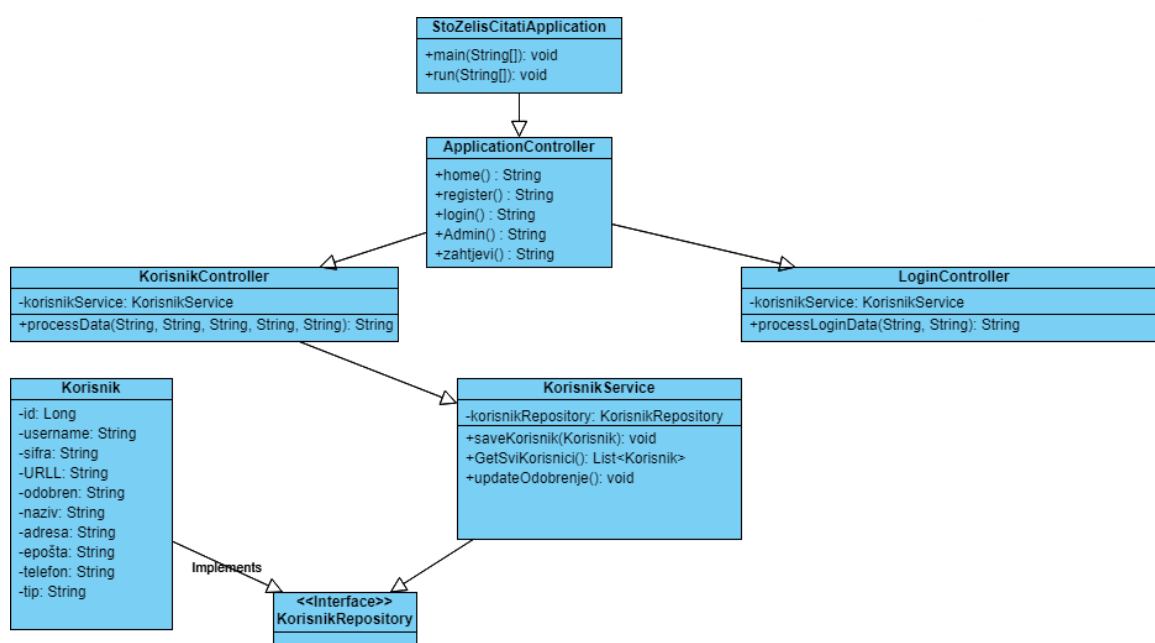 StoZelisCitatiApplication
+main(String[]): void
+run(String[]): void
ApplicationController
+home() : String
+register() : String
+login() : String
+Admin() : String
+zahtjevi() : String
KorisnikController
-korisnikService: KorisnikService
+processData(String, String, String, String, String): String
LoginController
-korisnikService: KorisnikService
+processLoginData(String, String): String
Korisnik
-id: Long
-username: String
-sifra: String
-URLL: String
-odobren: String
-naziv: String
-adresa: String
-epošta: String
-telefon: String
-tip: String
KorisnikService
-korisnikRepository: KorisnikRepository
+saveKorisnik(Korisnik): void
+GetSviKorisnici(): List<Korisnik>
+updateOdobrenje(): void
Implements
<<Interface>>
KorisnikRepository